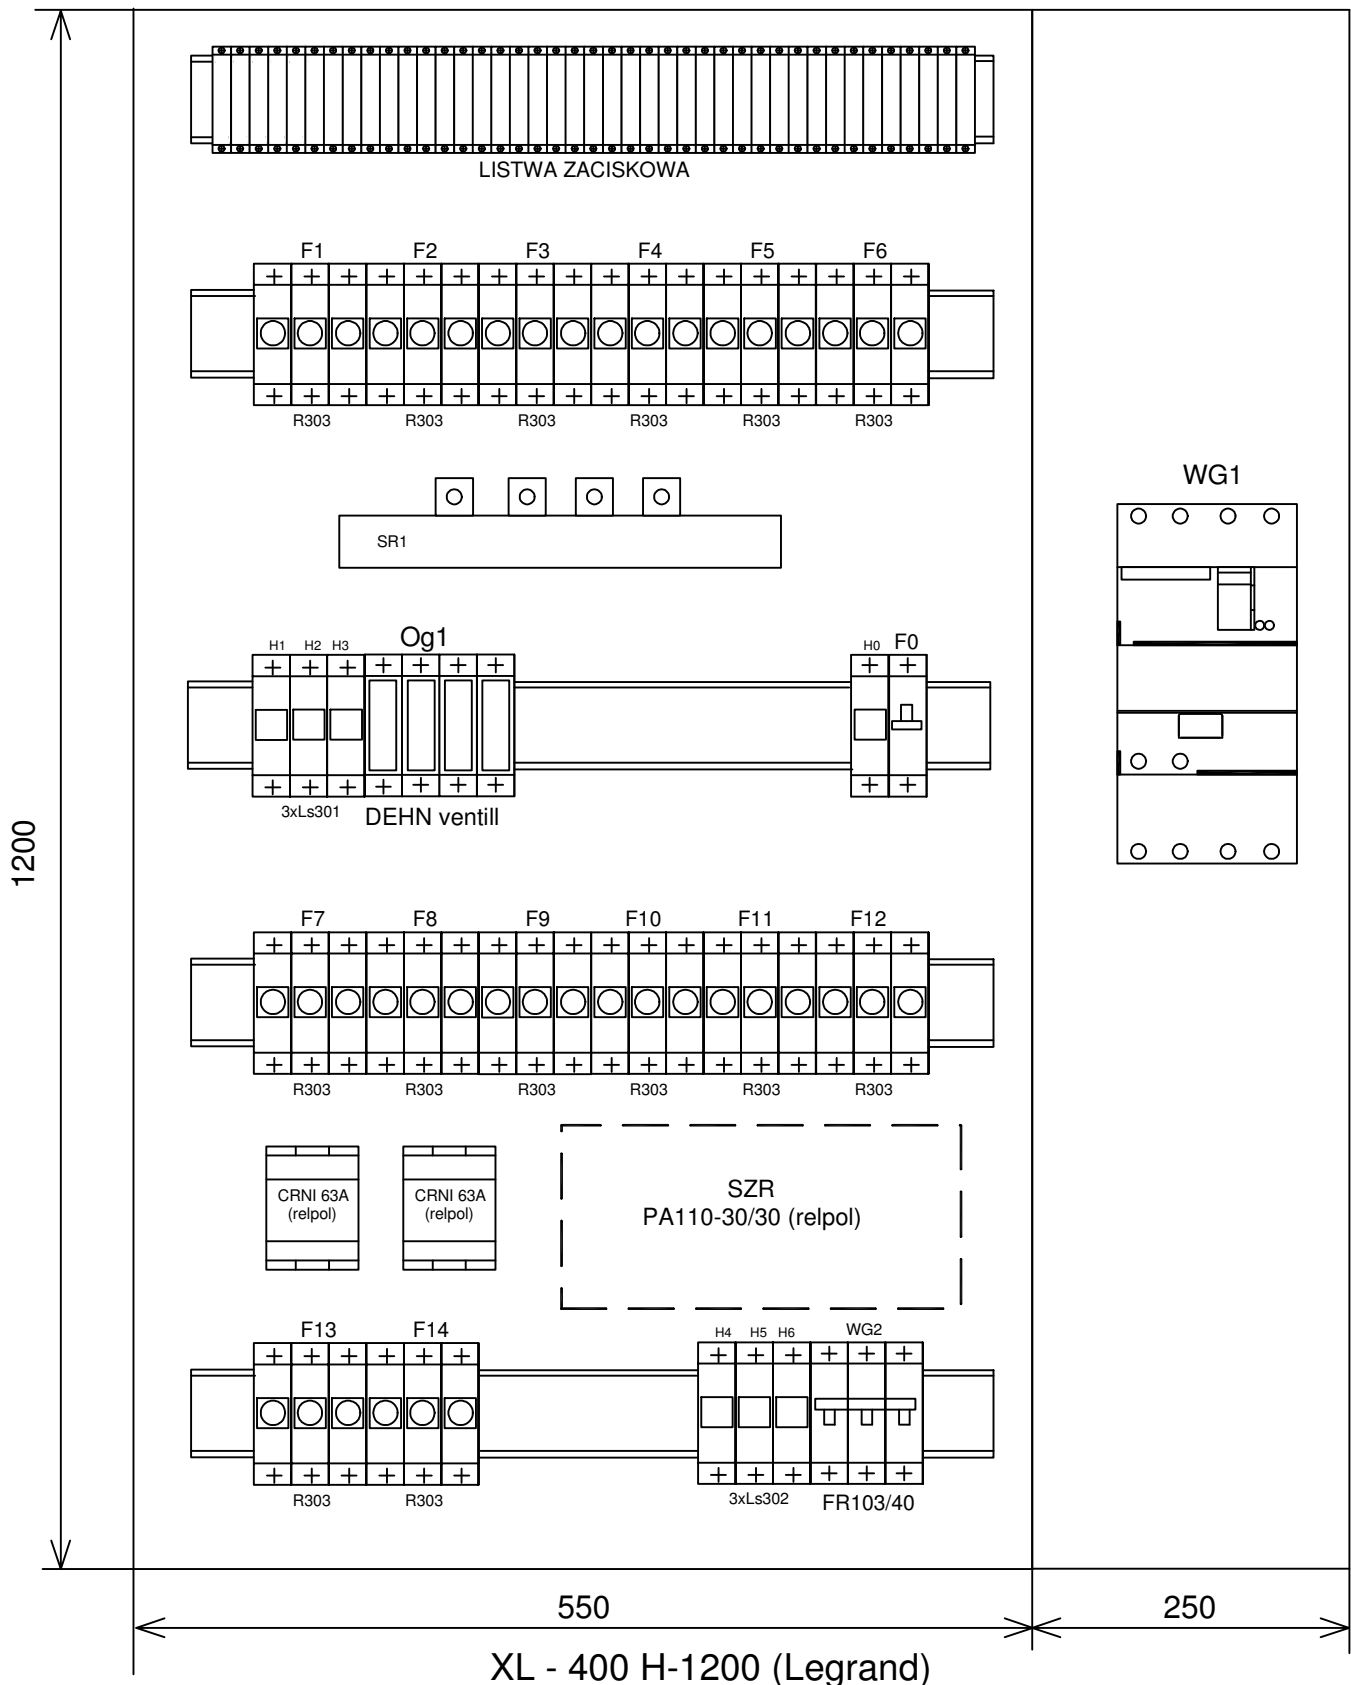 LISTWA ZACISKOWA
F1 F2 F3 F4 F5 F6
R303 R303 R303 R303 R303 R303
WG1
SR1
H1 H2 H3 Og1 H0 F0
3xLs301 DEHN ventill
1200
F7 F8 F9 F10 F11 F12
R303 R303 R303 R303 R303 R303
CRNI 63A
(relpol)
CRNI 63A
(relpol)
SZR
PA110-30/30 (relpol)
F13 F14 H4 H5 H6 WG2
R303 R303 3xLs302 FR103/40
550 250
XL - 400 H-1200 (Legrand)